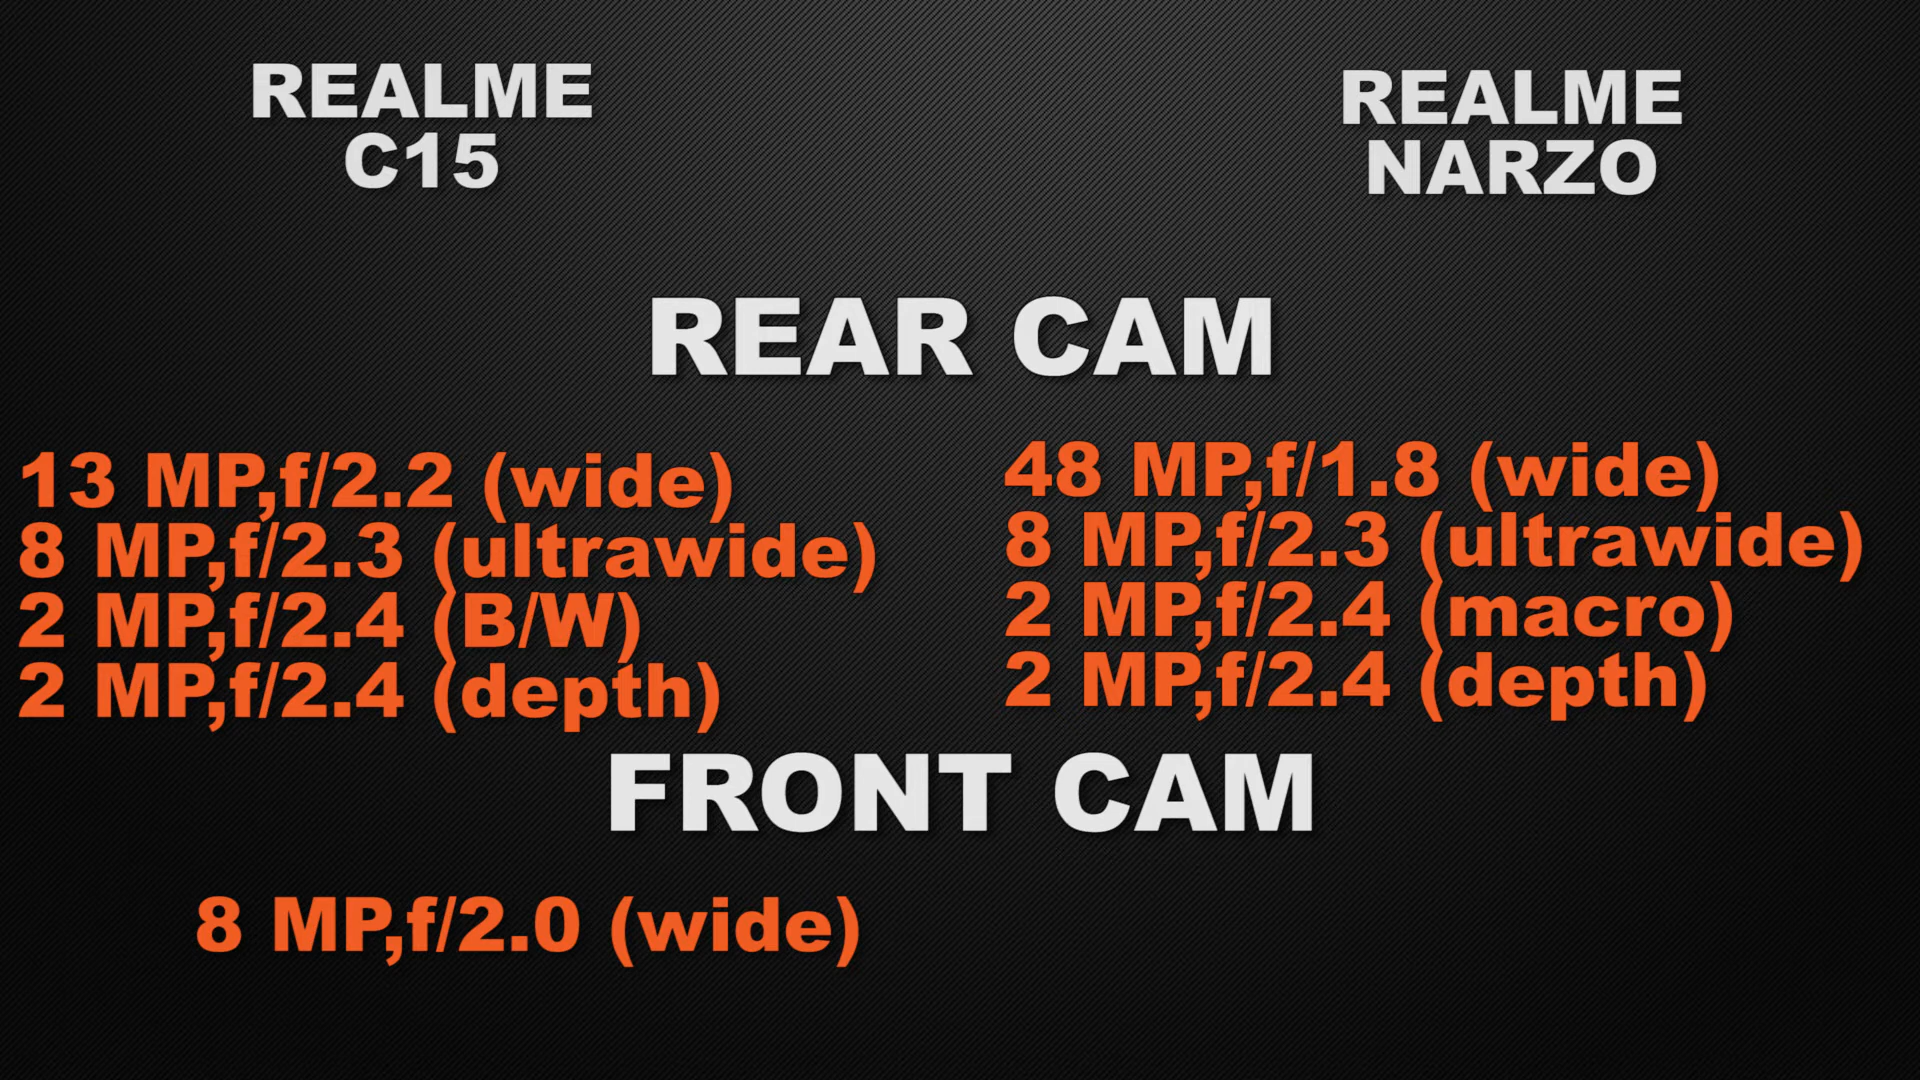 REALME
C15
REALME
NARZO
REAR CAM
13 MP,f/2.2 (wide)
8 MP,f/2.3 (ultrawide)
2 MP,f/2.4 (B/W)
2 MP,f/2.4 (depth)
48 MP,f/1.8 (wide)
8 MP,f/2.3 (ultrawide)
2 MP,f/2.4 (macro)
2 MP,f/2.4 (depth)
FRONT CAM
8 MP,f/2.0 (wide)